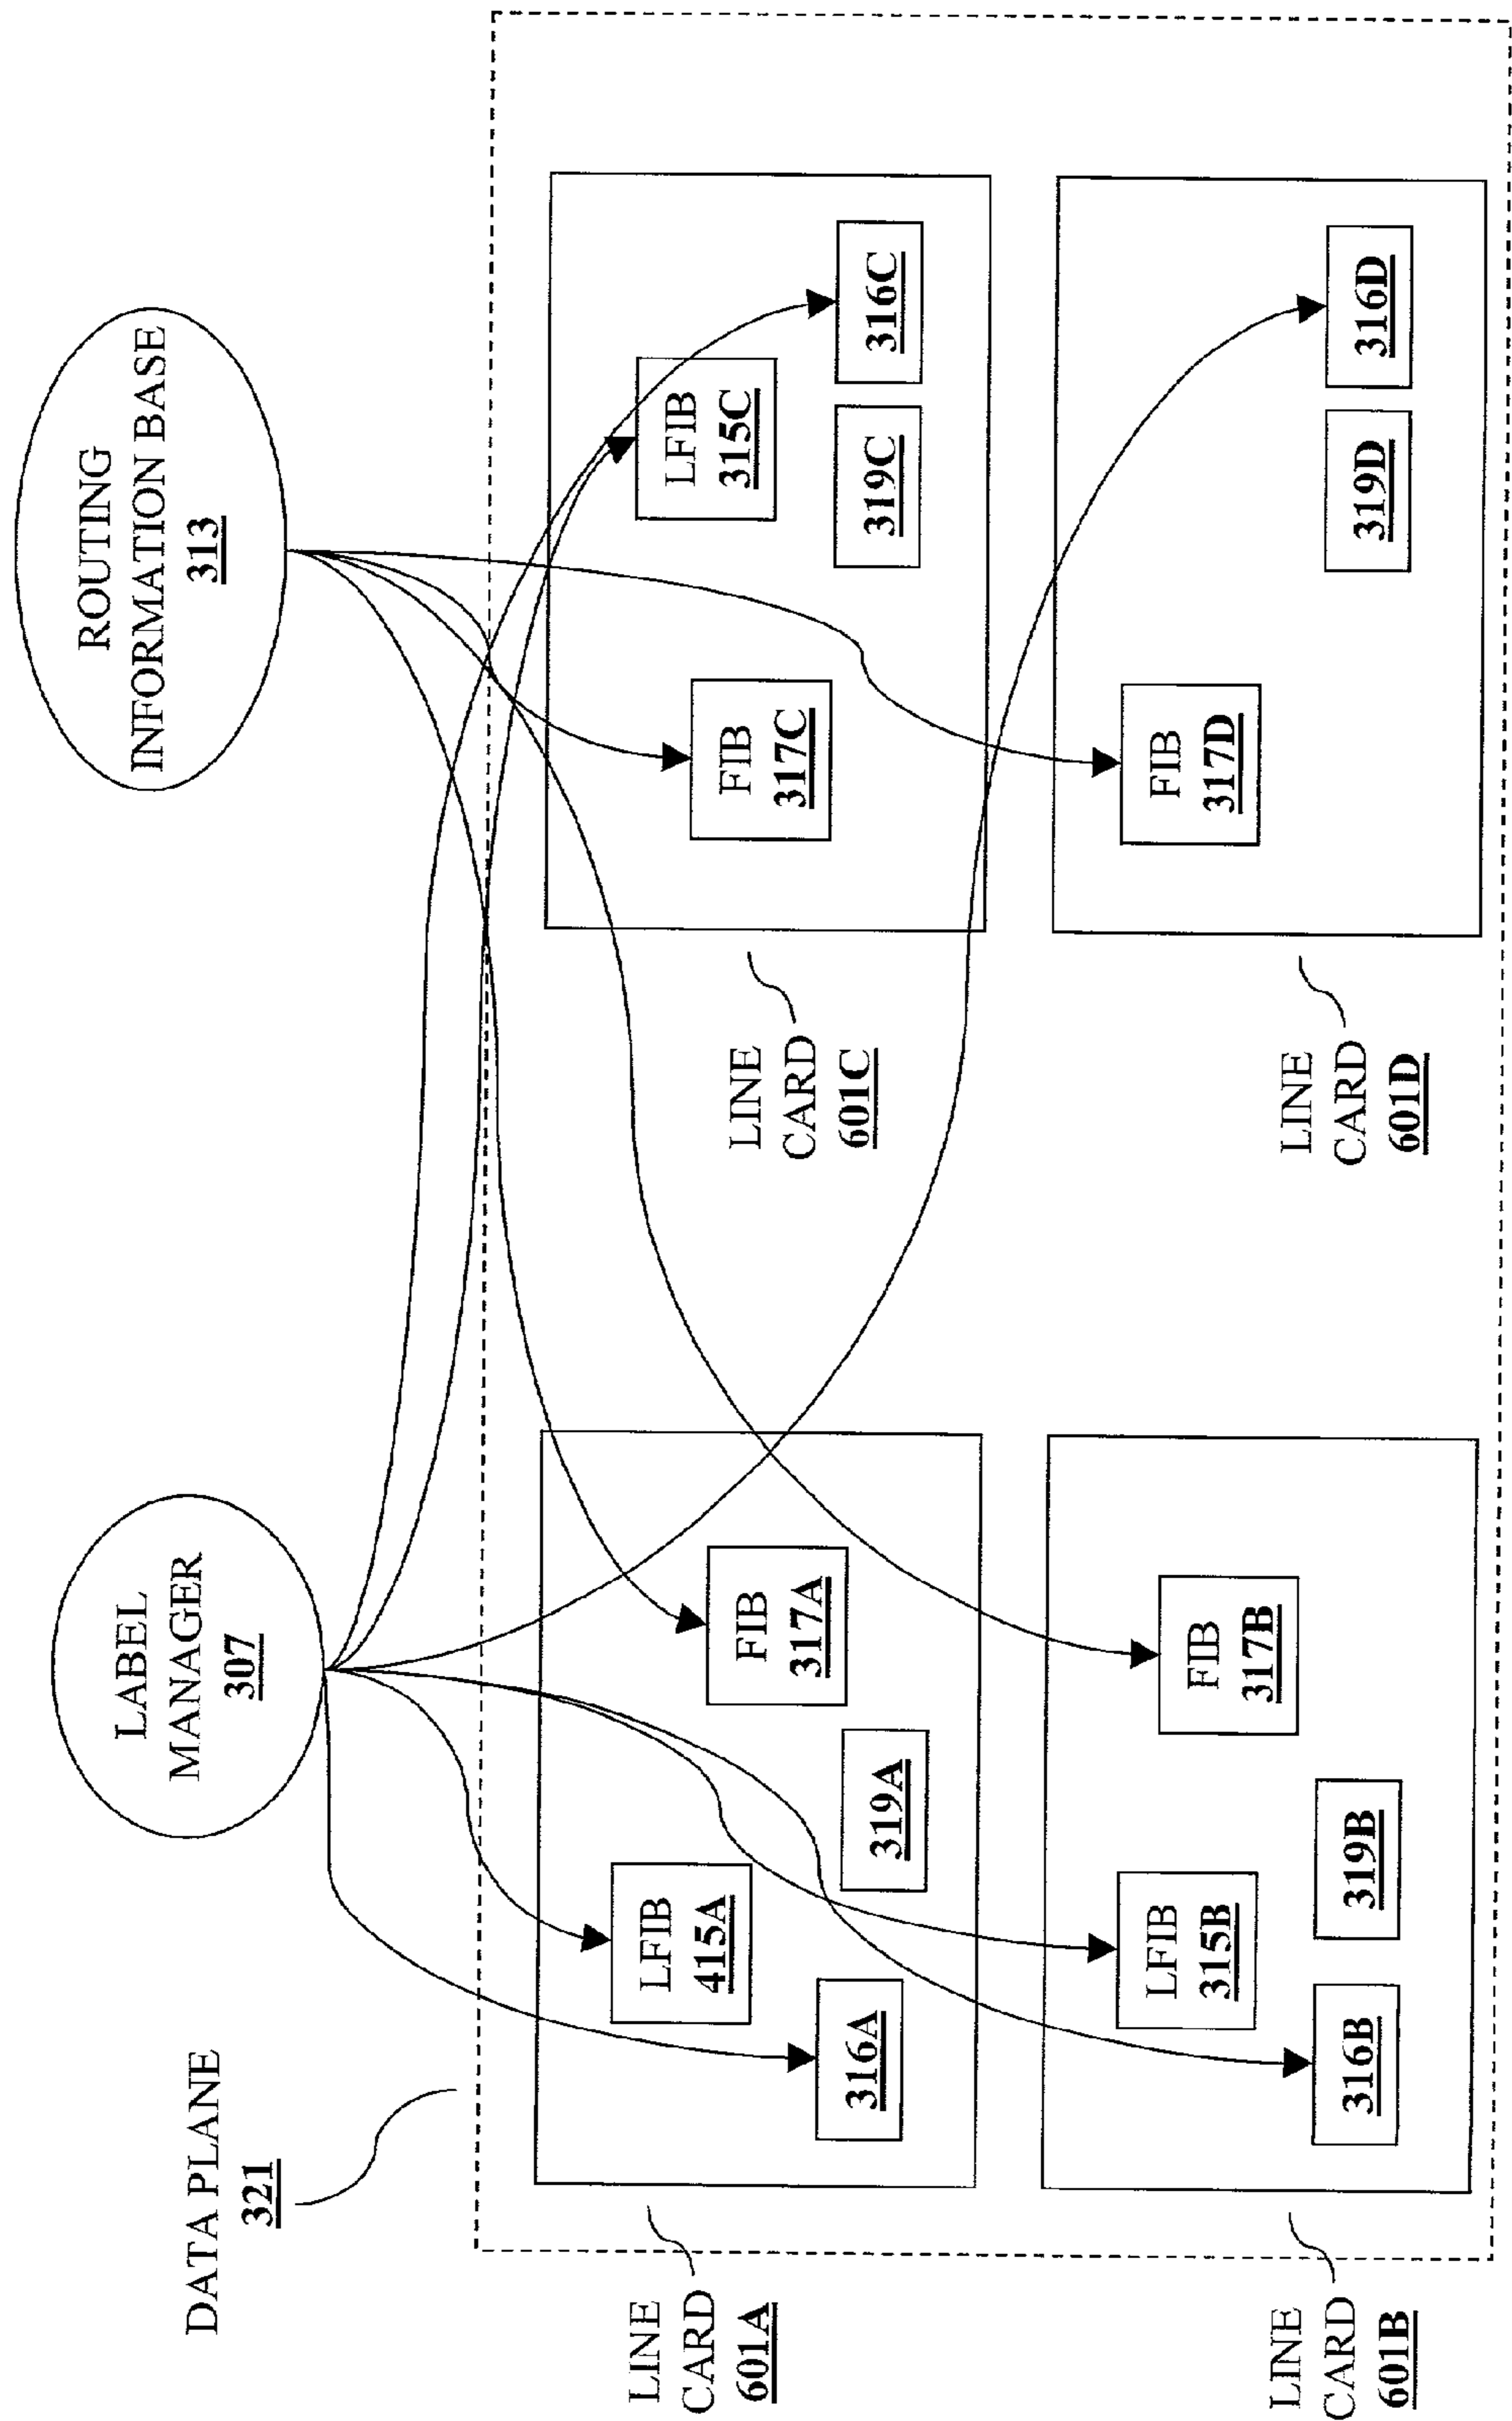 DATA PLANE
321
LABEL
MANAGER
307
ROUTING
INFORMATION BASE
313
LINE
CARD
601A
LFIB
415A
316A
319A
FIB
317A
LINE
CARD
601C
FIB
317C
LFIB
315C
319C
316C
LINE
CARD
601B
LFIB
315B
316B
319B
FIB
317B
LINE
CARD
601D
FIB
317D
319D
316D